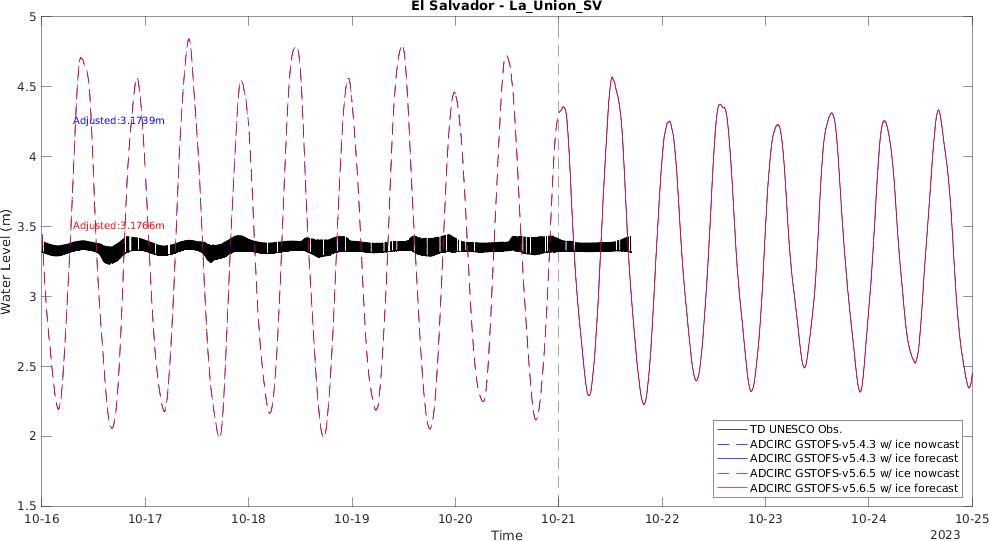 El Salvador - La_Union_SV
5
4.5
4
3.5
3
2.5
2
1.5
Water Level (m)
Adjusted:3.1739m
Adjusted:3.1766m
TD UNESCO Obs.
ADCIRC GSTOFS-v5.4.3 w/ ice nowcast
ADCIRC GSTOFS-v5.4.3 w/ ice forecast
ADCIRC GSTOFS-v5.6.5 w/ ice nowcast
ADCIRC GSTOFS-v5.6.5 w/ ice forecast
10-16 10-17 10-18 10-19 10-20 10-21 10-22 10-23 10-24 10-25
Time
2023